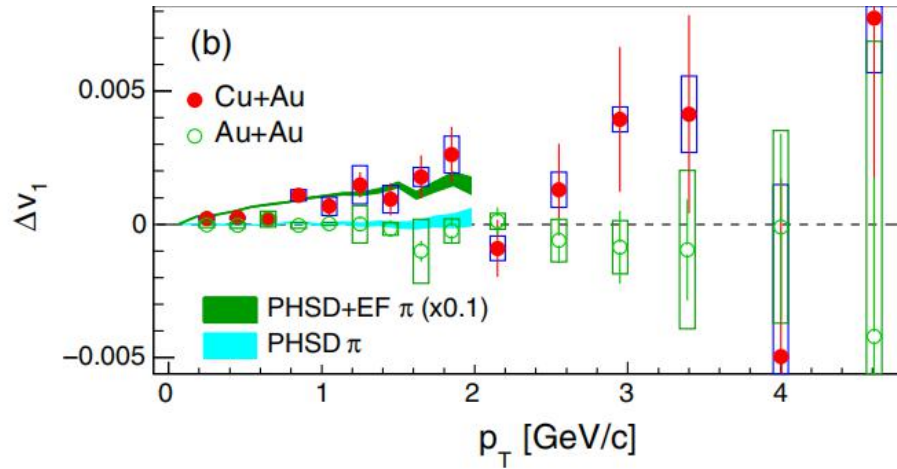 (b)
0.005
Cu+Au
Au+Au
Δv₁
0
PHSD+EF π (x0.1)
PHSD π
−0.005
0 1 2 3 4
p_T [GeV/c]